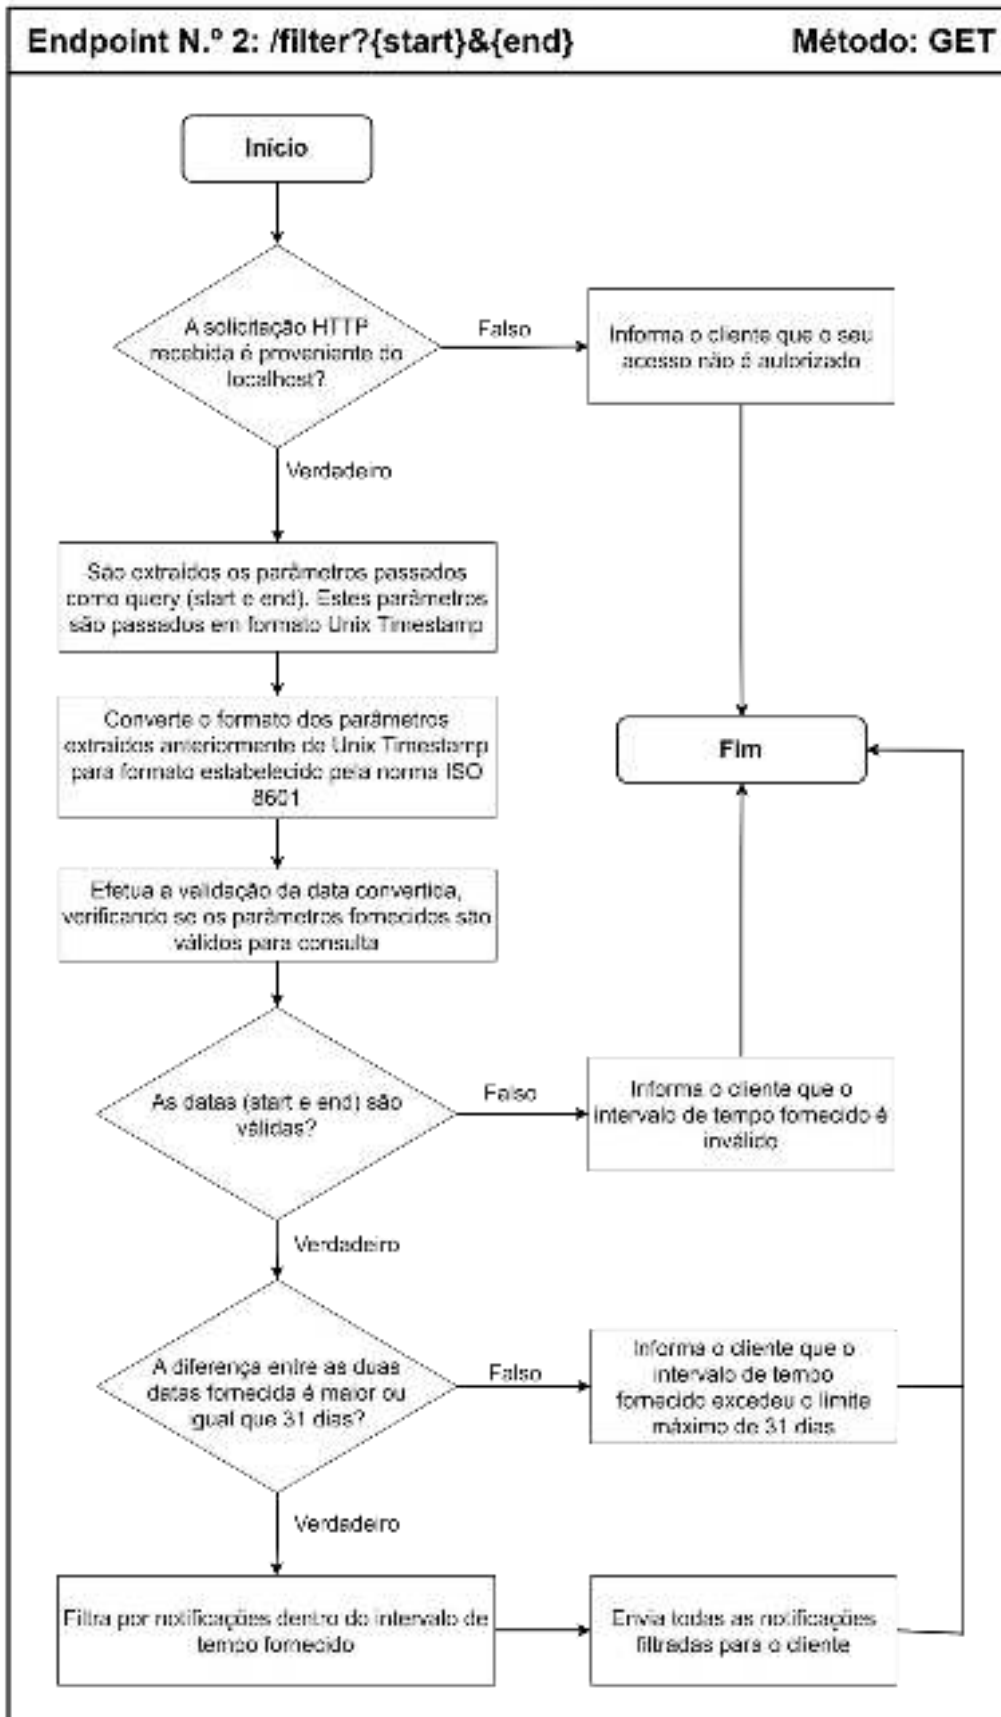 Endpoint N.º 2: /filter?{start}&{end}
Método: GET
Início
A solicitação HTTP
recebida é proveniente do
localhost?
Falso
Informa o cliente que o seu
acesso não é autorizado
Verdadeiro
São extraídos os parâmetros passados
como query (start e end). Estes parâmetros
são passados em formato Unix Timestamp
Converte o formato dos parâmetros
extraídos anteriormente de Unix Timestamp
para formato estabelecido pela norma ISO
8601
Fim
Efetua a validação da data convertida,
verificando se os parâmetros fornecidos são
válidos para consulta
As datas (start e end) são
válidas?
Falso
Informa o cliente que o
intervalo de tempo fornecido é
inválido
Verdadeiro
A diferença entre as duas
datas fornecida é maior ou
igual que 31 dias?
Falso
Informa o cliente que o
intervalo de tempo
fornecido excedeu o limite
máximo de 31 dias
Verdadeiro
Filtra por notificações dentro do intervalo de
tempo fornecido
Envia todas as notificações
filtradas para o cliente